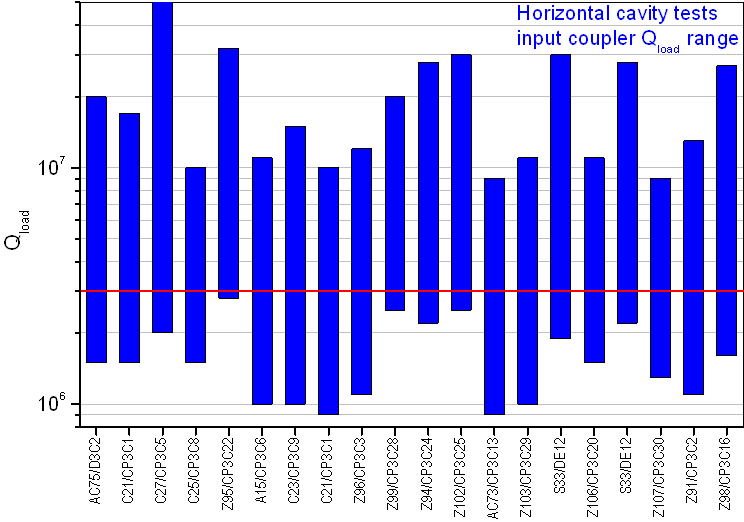 Horizontal cavity tests
input coupler Qload range
10^7
10^6
Qload
AC75/D3C2
C21/CP3C1
C27/CP3C5
C25/CP3C8
Z95/CP3C22
A15/CP3C6
C23/CP3C9
C21/CP3C1
Z96/CP3C3
Z99/CP3C28
Z94/CP3C24
Z102/CP3C25
AC73/CP3C13
Z103/CP3C29
S33/DE12
Z106/CP3C20
S33/DE12
Z107/CP3C30
Z91/CP3C2
Z98/CP3C16